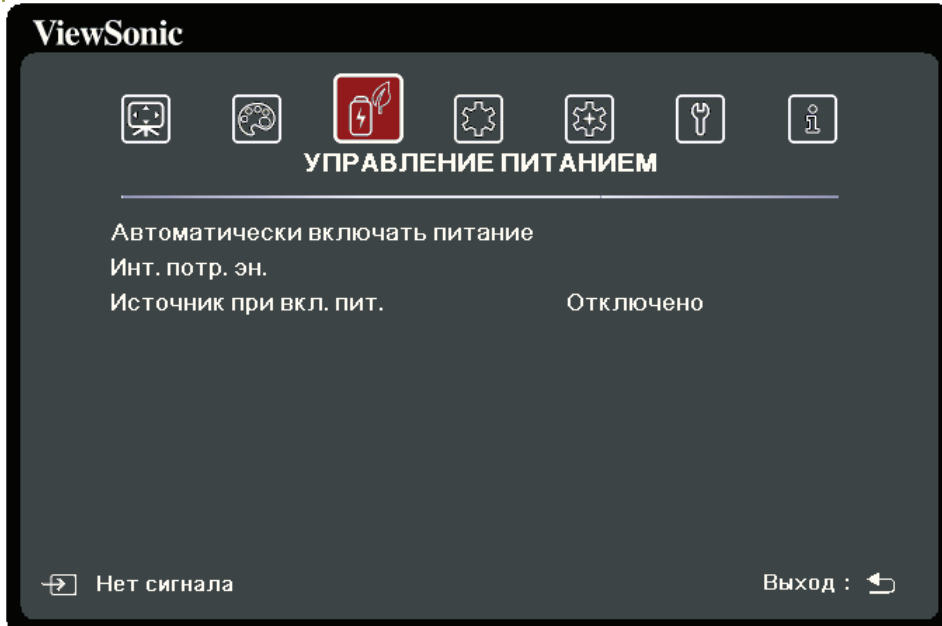 ViewSonic
УПРАВЛЕНИЕ ПИТАНИЕМ
Автоматически включать питание
Инт. потр. эн.
Источник при вкл. пит. Отключено
Нет сигнала Выход :